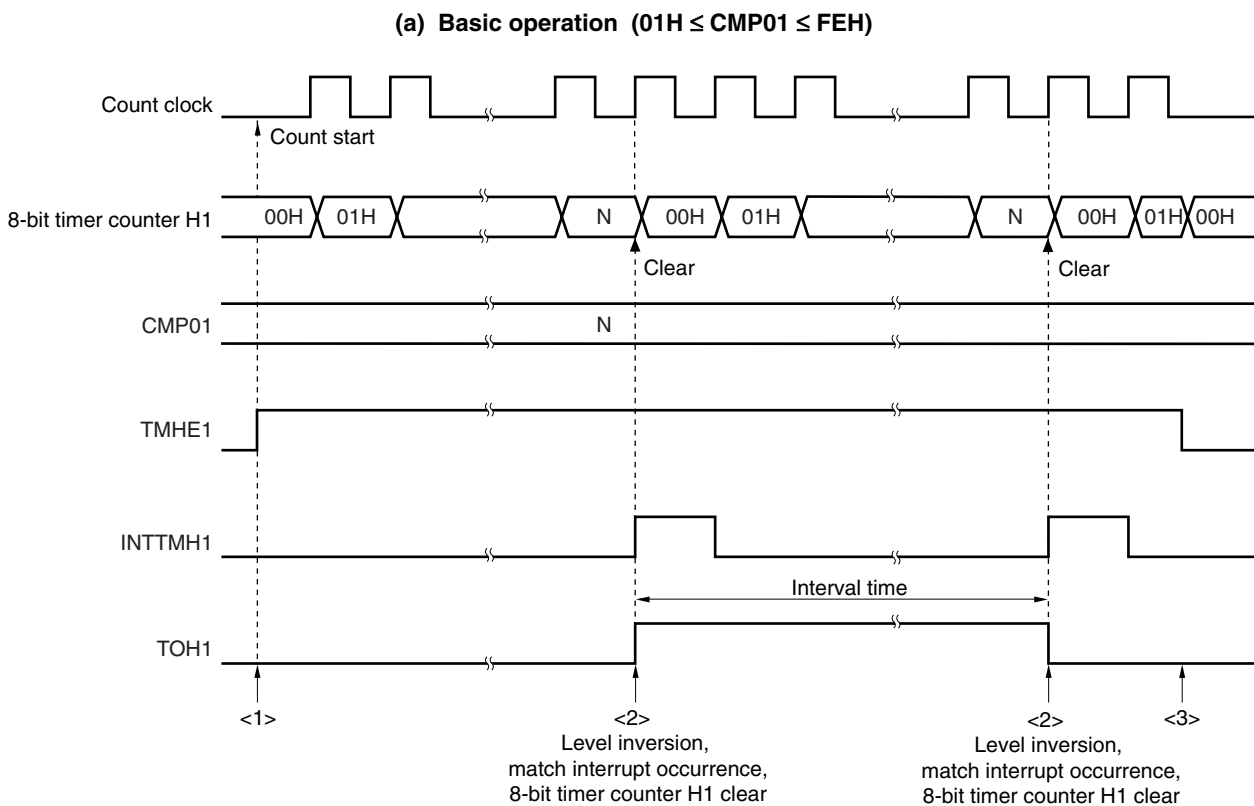 (a) Basic operation (01H ≤ CMP01 ≤ FEH)
Count clock
Count start
8-bit timer counter H1
00H 01H N 00H 01H N 00H 01H 00H
Clear Clear
CMP01
N
TMHE1
INTTMH1
Interval time
TOH1
<1> <2> <2> <3>
Level inversion,
match interrupt occurrence,
8-bit timer counter H1 clear
Level inversion,
match interrupt occurrence,
8-bit timer counter H1 clear